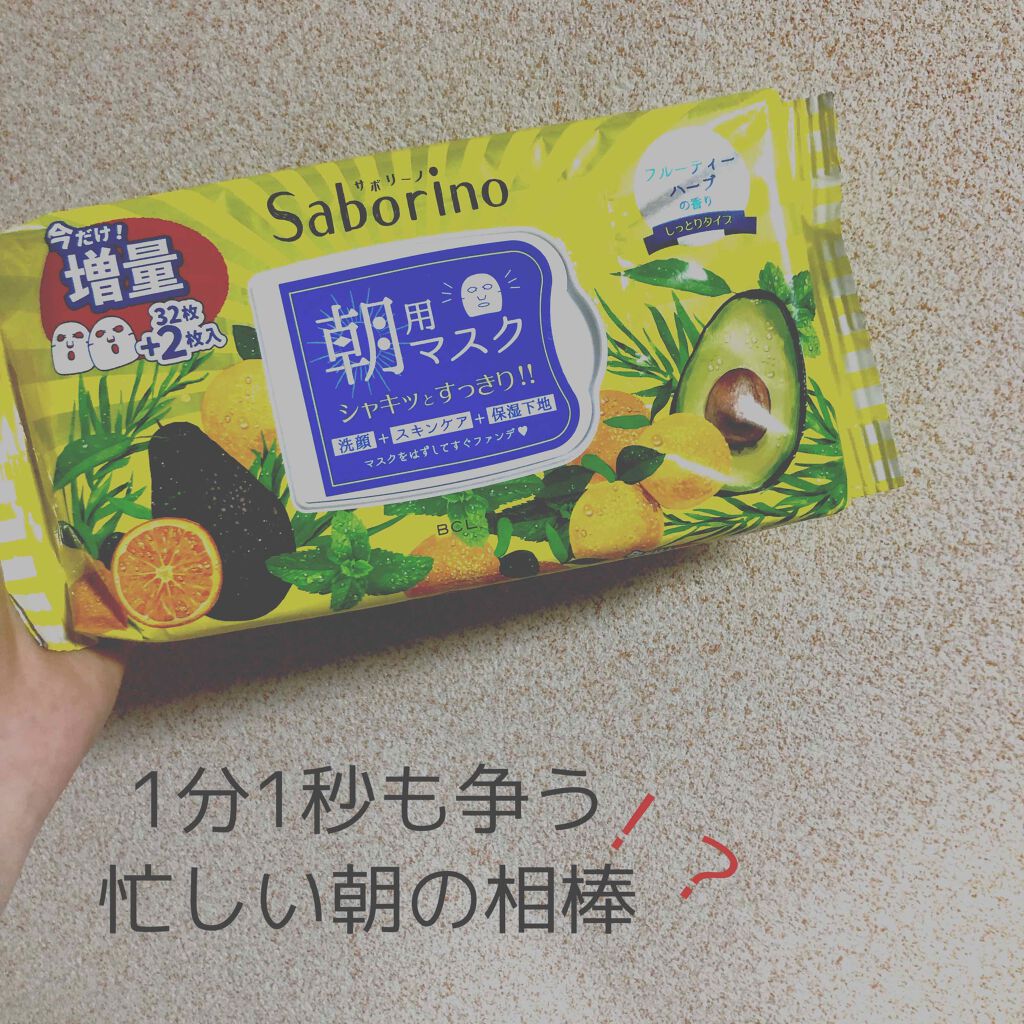 サボリーノ
Saborino
今だけ!
増量
32枚
+2枚入
フルーティー
ハーブ
の香り
しっとりタイプ
朝用
マスク
シャキッとすっきり!!
洗顔+スキンケア+保湿下地
マスクをはずしてすぐファンデ♥
BCL
1分1秒も争う
忙しい朝の相棒
!?